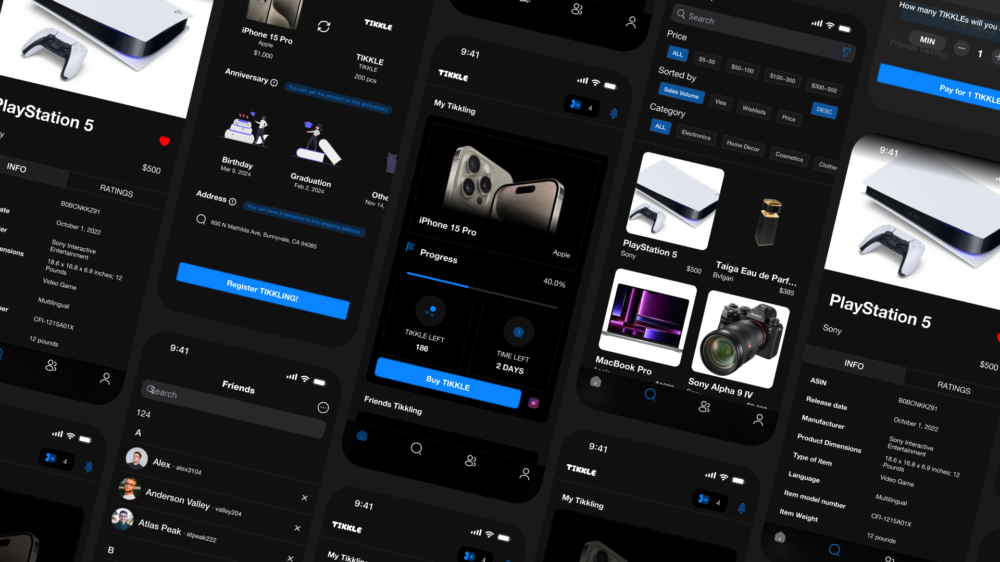 PlayStation 5
$500
INFO
RATINGS
B0BCNKKZ91
October 1, 2022
Sony Interactive
Entertainment
18.6 x 16.8 x 6.9 inches; 12
Pounds
Video Game
Multilingual
CFI-1215A01X
12 pounds
4
iPhone 15 Pro
Apple
$1,000
TIKKLE
TIKKLE
TIKKLE
200 pcs
Anniversary
You can get the product on this anniversary
Birthday
Mar 9, 2024
Graduation
Feb 2, 2024
Othe
Nov 14,
Address
You can have it delivered to this shipping address.
600 N Mathilda Ave, Sunnyvale, CA 94085
Register TIKKLING!
9:41
Friends
Search
124
A
Alex · alex3104
Anderson Valley · valley204
Atlas Peak · atpeak222
B
9:41
TIKKLE
4
My Tikkling
iPhone 15 Pro
Apple
Progress
40.0%
TIKKLE LEFT
186
TIME LEFT
2 DAYS
Buy TIKKLE
Friends Tikkling
9:41
TIKKLE
4
My Tikkling
Search
Price
ALL
$5~50
$50~100
$100~300
$300~500
Sorted by
Sales Volume
Vies
Wishlists
Price
DESC
Category
ALL
Electronics
Home Decor
Cosmetics
Clothes
PlayStation 5
Sony
$500
Taiga Eau de Parf...
Bvlgari
$385
MacBook Pro
Sony Alpha 9 IV
9:41
TIKKLE
4
My Tikkling
How many TIKKLEs will you
Buy TIKKLE
MIN
1
Friends Tikkling
Pay for 1 TIKKLE
9:41
PlayStation 5
Sony
$500
INFO
RATINGS
ASIN
B0BCNKKZ91
Release date
October 1, 2022
Manufacturer
Sony Interactive
Entertainment
Product Dimensions
18.6 x 16.8 x 6.9 inches; 12
Pounds
Type of item
Video Game
Language
Multilingual
Item model number
CFI-1215A01X
Item Weight
12 pounds